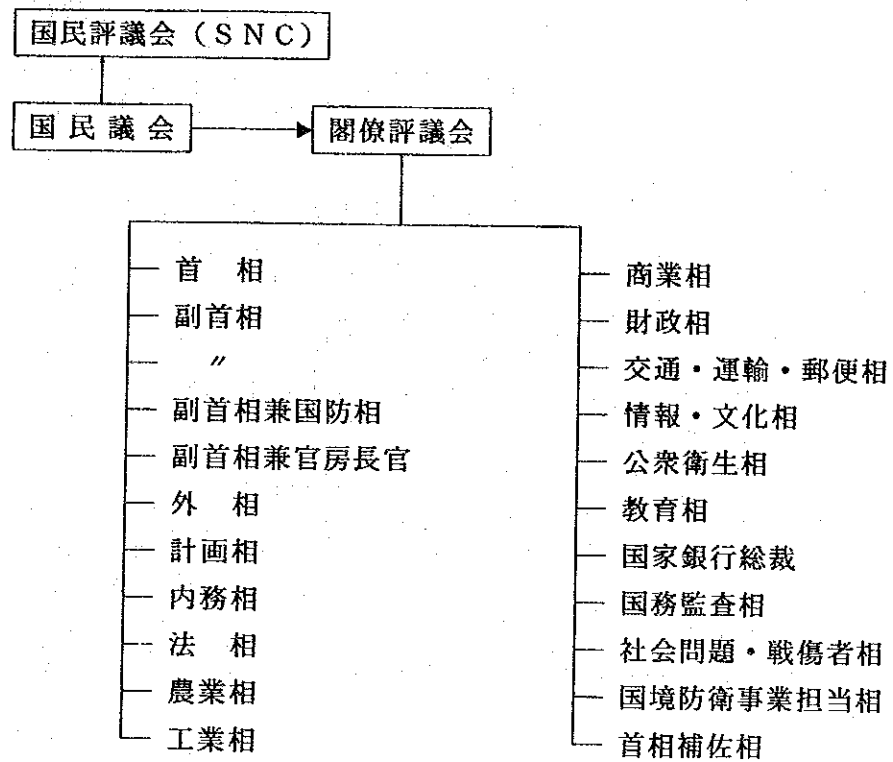 国民評議会（ＳＮＣ）
国民議会
閣僚評議会
首　相
副首相
〃
副首相兼国防相
副首相兼官房長官
外　相
計画相
内務相
法　相
農業相
工業相
商業相
財政相
交通・運輸・郵便相
情報・文化相
公衆衛生相
教育相
国家銀行総裁
国務監査相
社会問題・戦傷者相
国境防衛事業担当相
首相補佐相